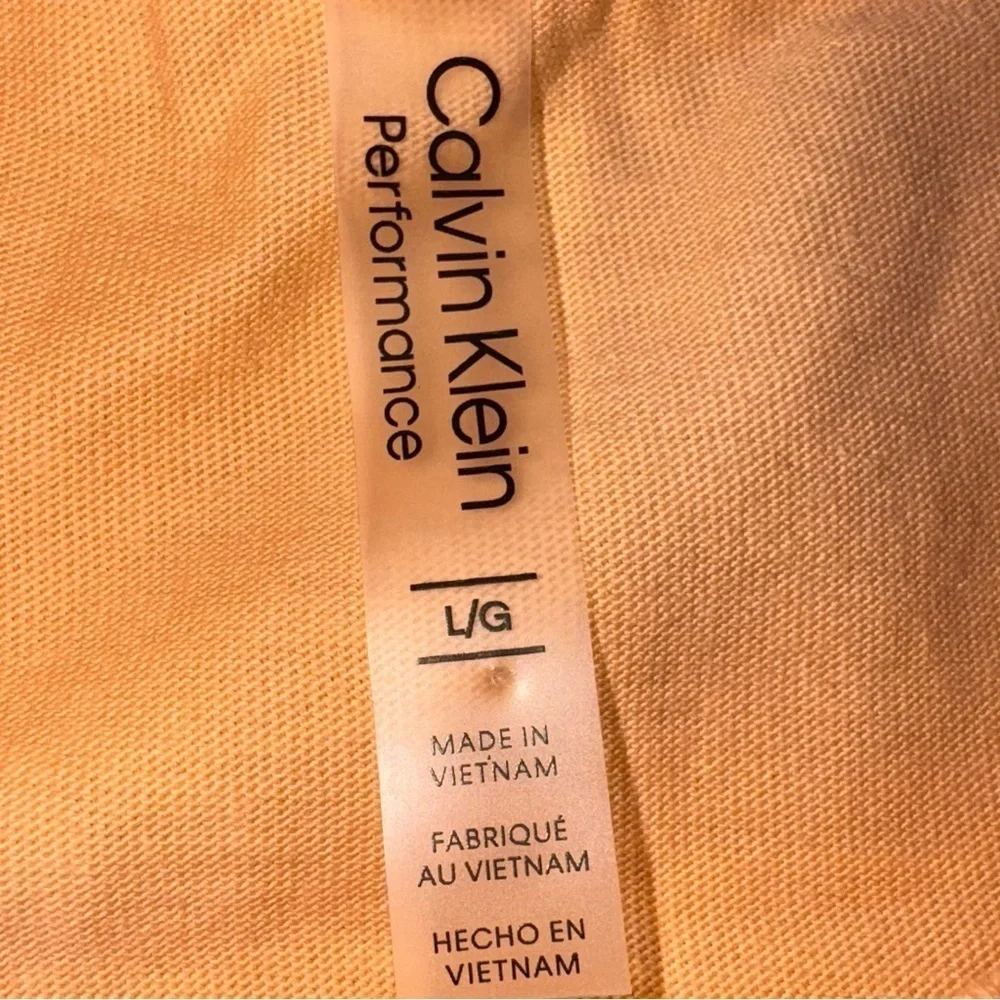 Calvin Klein
Performance
L/G
MADE IN
VIETNAM
FABRIQUÉ
AU VIETNAM
HECHO EN
VIETNAM